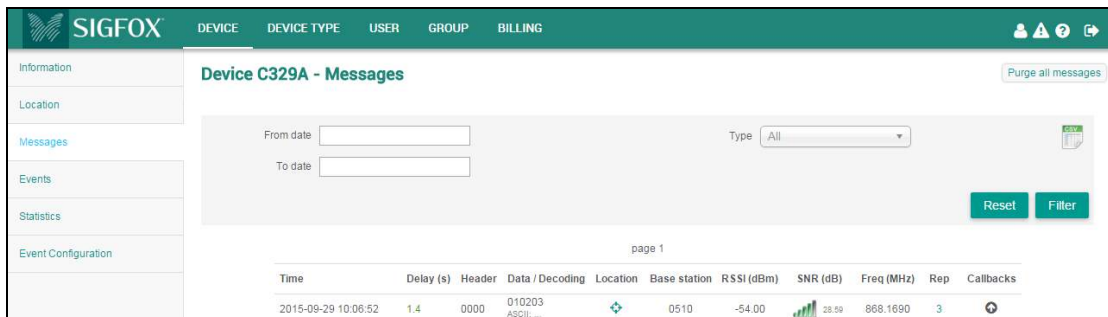 SIGFOX DEVICE DEVICE TYPE USER GROUP BILLING
Information
Location
Messages
Events
Statistics
Event Configuration
Device C329A - Messages
Purge all messages
From date
Type All
CSV
To date
Reset Filter
page 1
Time Delay (s) Header Data / Decoding Location Base station RSSI (dBm) SNR (dB) Freq (MHz) Rep Callbacks
2015-09-29 10:06:52 1.4 0000 010203 0510 -54.00 28.59 868.1690 3
ASCII: ...